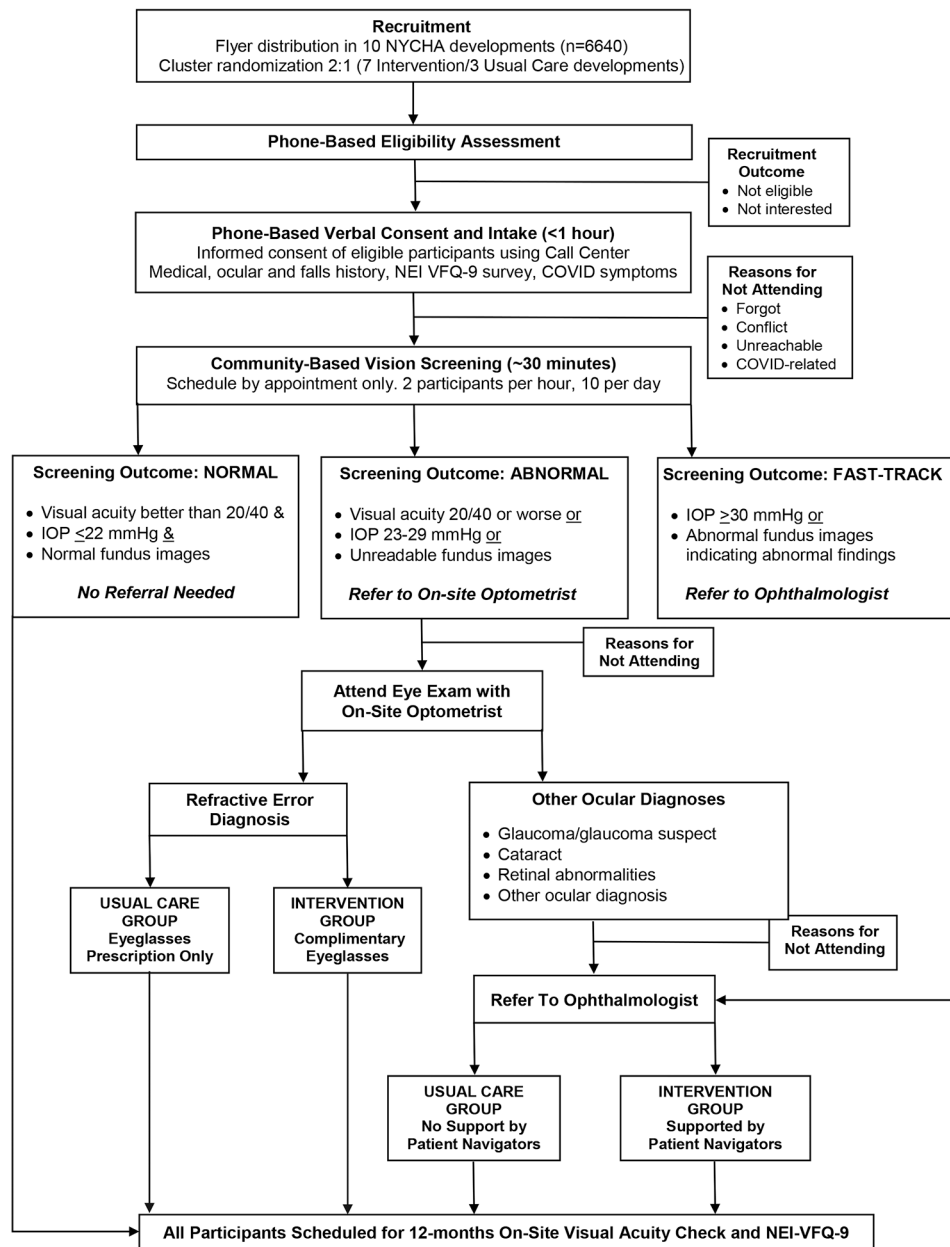 Recruitment
Flyer distribution in 10 NYCHA developments (n=6640)
Cluster randomization 2:1 (7 Intervention/3 Usual Care developments)
Phone-Based Eligibility Assessment
Recruitment
Outcome
• Not eligible
• Not interested
Phone-Based Verbal Consent and Intake (<1 hour)
Informed consent of eligible participants using Call Center
Medical, ocular and falls history, NEI VFQ-9 survey, COVID symptoms
Reasons for
Not Attending
• Forgot
• Conflict
• Unreachable
• COVID-related
Community-Based Vision Screening (~30 minutes)
Schedule by appointment only. 2 participants per hour, 10 per day
Screening Outcome: NORMAL
• Visual acuity better than 20/40 &
• IOP <22 mmHg &
• Normal fundus images
No Referral Needed
Screening Outcome: ABNORMAL
• Visual acuity 20/40 or worse or
• IOP 23-29 mmHg or
• Unreadable fundus images
Refer to On-site Optometrist
Screening Outcome: FAST-TRACK
• IOP >30 mmHg or
• Abnormal fundus images
indicating abnormal findings
Refer to Ophthalmologist
Reasons for
Not Attending
Attend Eye Exam with
On-Site Optometrist
Refractive Error
Diagnosis
Other Ocular Diagnoses
• Glaucoma/glaucoma suspect
• Cataract
• Retinal abnormalities
• Other ocular diagnosis
USUAL CARE
GROUP
Eyeglasses
Prescription Only
INTERVENTION
GROUP
Complimentary
Eyeglasses
Reasons for
Not Attending
Refer To Ophthalmologist
USUAL CARE
GROUP
No Support by
Patient Navigators
INTERVENTION
GROUP
Supported by
Patient Navigators
All Participants Scheduled for 12-months On-Site Visual Acuity Check and NEI-VFQ-9